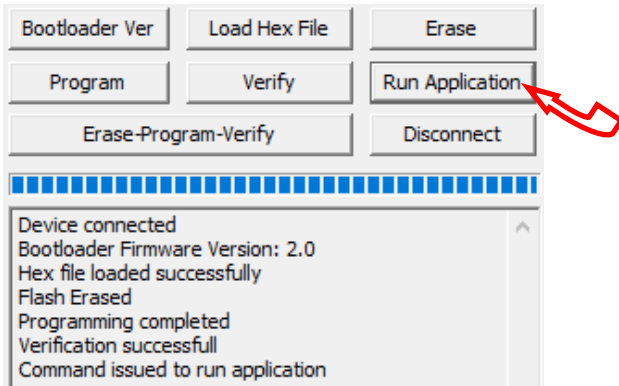 Bootloader Ver Load Hex File Erase
Program Verify Run Application
Erase-Program-Verify Disconnect
Device connected
Bootloader Firmware Version: 2.0
Hex file loaded successfully
Flash Erased
Programming completed
Verification successfull
Command issued to run application